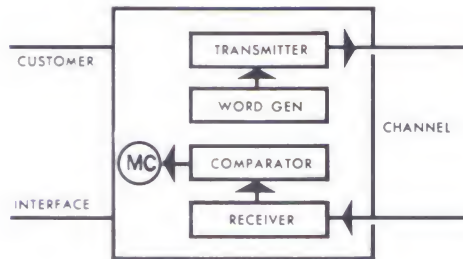 TRANSMITTER
CUSTOMER
WORD GEN
CHANNEL
MC
COMPARATOR
INTERFACE
RECEIVER